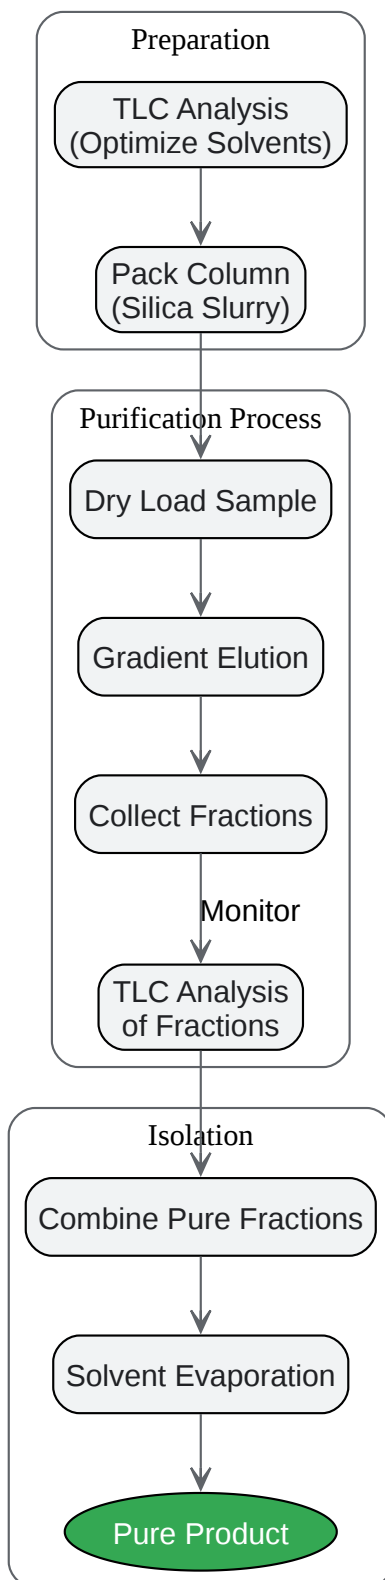 Preparation
TLC Analysis
(Optimize Solvents)
Pack Column
(Silica Slurry)
Purification Process
Dry Load Sample
Gradient Elution
Collect Fractions
Monitor
TLC Analysis
of Fractions
Isolation
Combine Pure Fractions
Solvent Evaporation
Pure Product